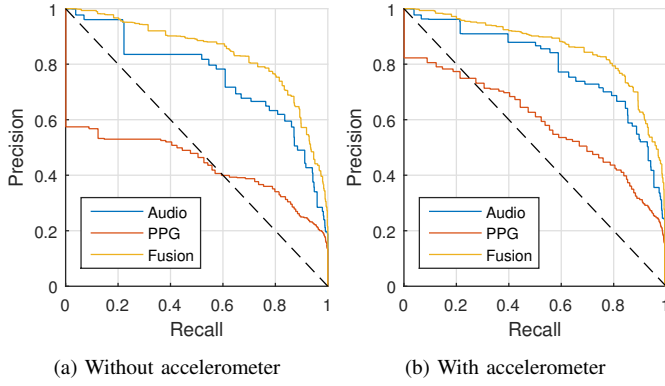 1
0.8
0.6
0.4
0.2
0
Precision
0 0.2 0.4 0.6 0.8 1
Recall
Audio
PPG
Fusion
(a) Without accelerometer
1
0.8
0.6
0.4
0.2
0
Precision
0 0.2 0.4 0.6 0.8 1
Recall
Audio
PPG
Fusion
(b) With accelerometer